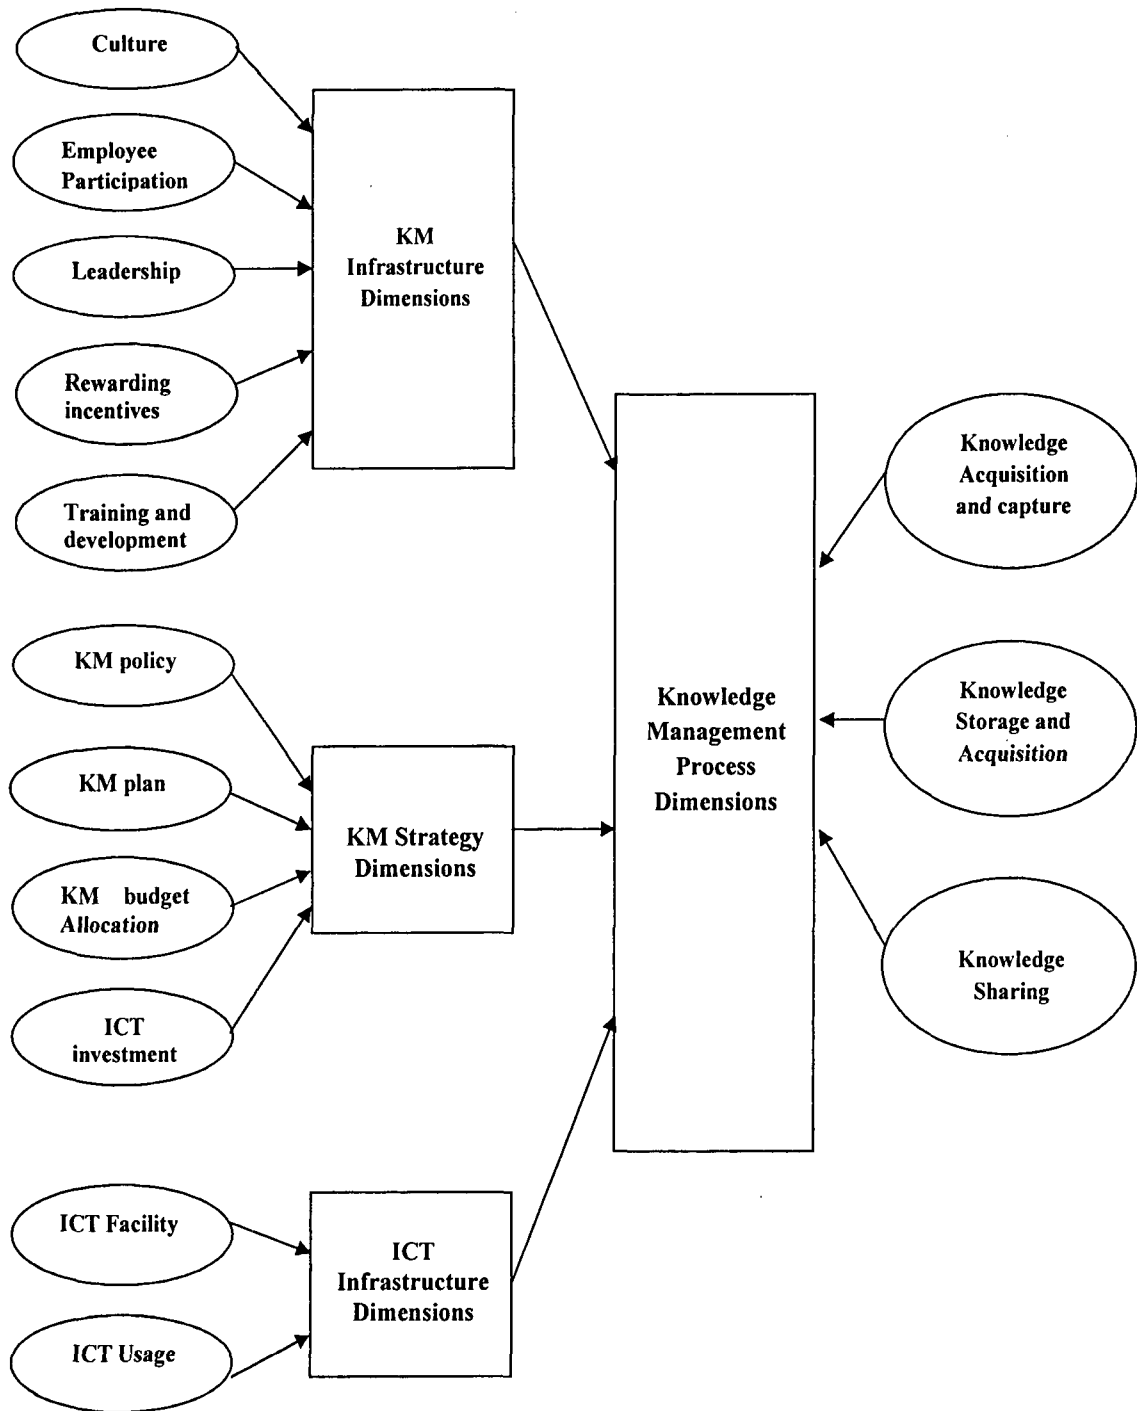 Culture
Employee
Participation
Leadership
Rewarding
incentives
Training and
development
KM
Infrastructure
Dimensions
KM policy
KM plan
KM budget
Allocation
ICT
investment
KM Strategy
Dimensions
ICT Facility
ICT Usage
ICT
Infrastructure
Dimensions
Knowledge
Management
Process
Dimensions
Knowledge
Acquisition
and capture
Knowledge
Storage and
Acquisition
Knowledge
Sharing